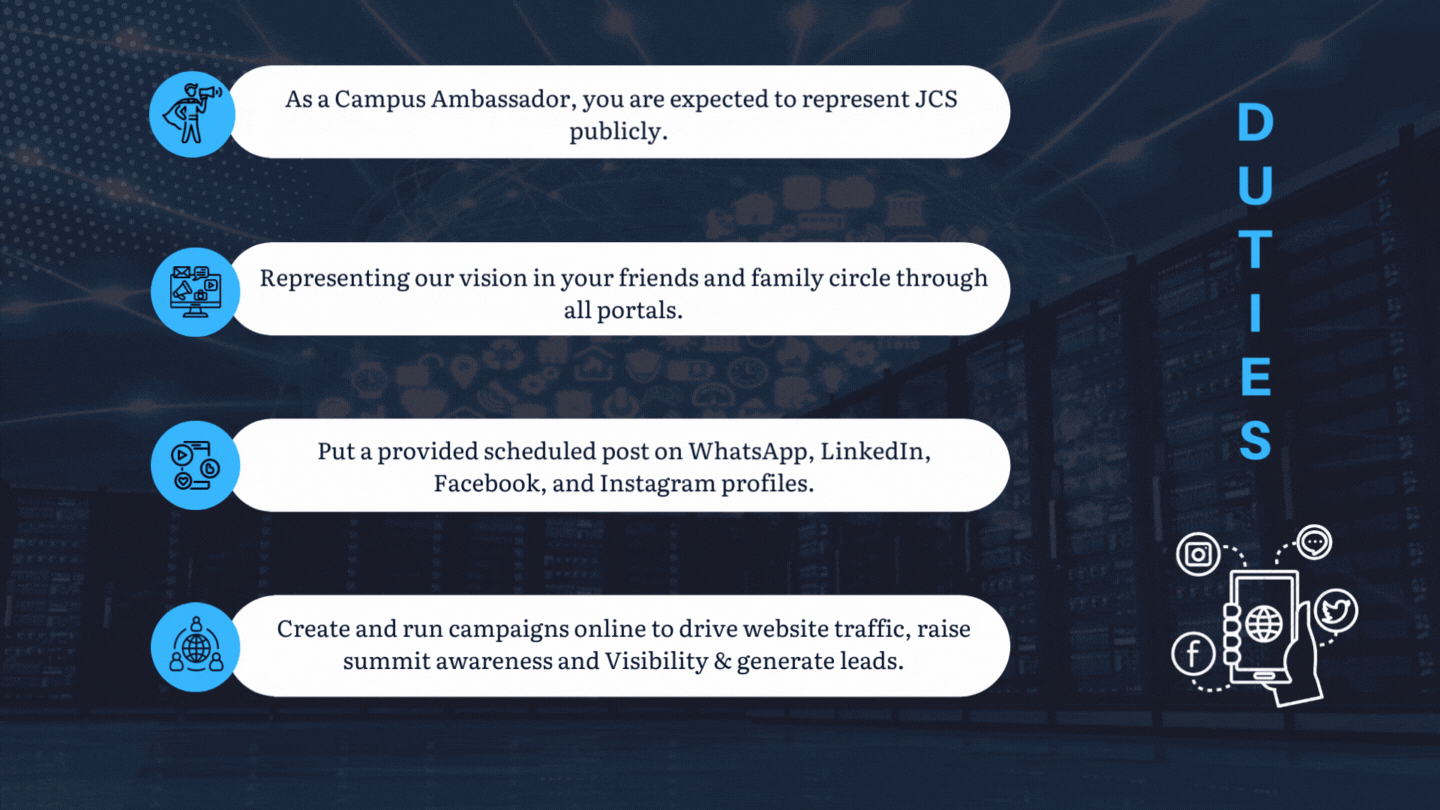 As a Campus Ambassador, you are expected to represent JCS
publicly.
Representing our vision in your friends and family circle through
all portals.
Put a provided scheduled post on WhatsApp, LinkedIn,
Facebook, and Instagram profiles.
Create and run campaigns online to drive website traffic, raise
summit awareness and Visibility & generate leads.
D
U
T
I
E
S